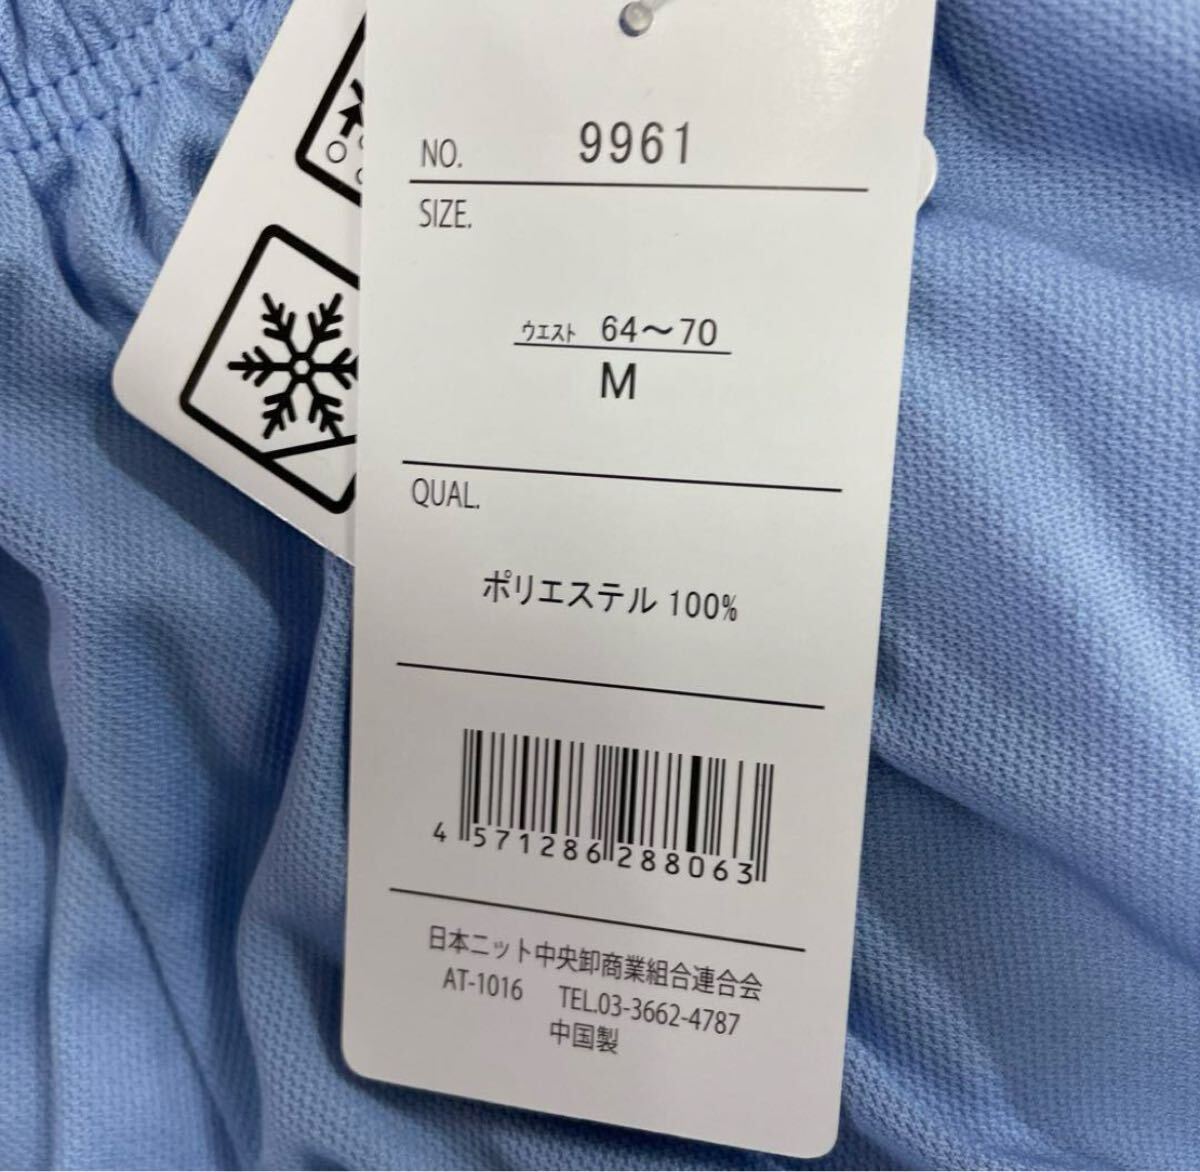 NO. 9961
SIZE.
ウエスト 64～70
M
QUAL.
ポリエステル 100%
4 571286 288063
日本ニット中央卸商業組合連合会
AT-1016 TEL.03-3662-4787
中国製